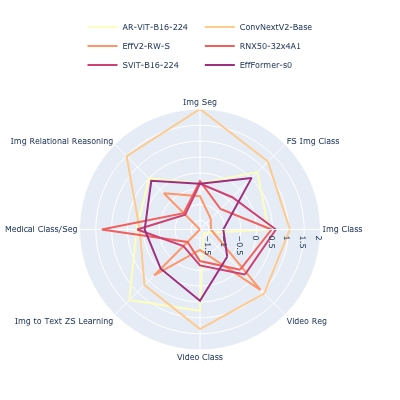 AR-VIT-B16-224
ConvNextV2-Base
EffV2-RW-S
RNX50-32x4A1
SVIT-B16-224
EffFormer-s0
Img Seg
Img Relational Reasoning
FS Img Class
Medical Class/Seg
Img Class
−1.5
−1
−0.5
0
0.5
1
1.5
2
Img to Text ZS Learning
Video Reg
Video Class